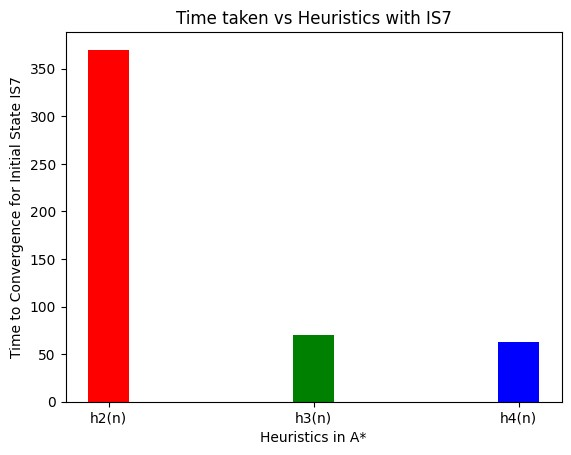 Time taken vs Heuristics with IS7
Time to Convergence for Initial State IS7
350
300
250
200
150
100
50
0
h2(n) h3(n) h4(n)
Heuristics in A*